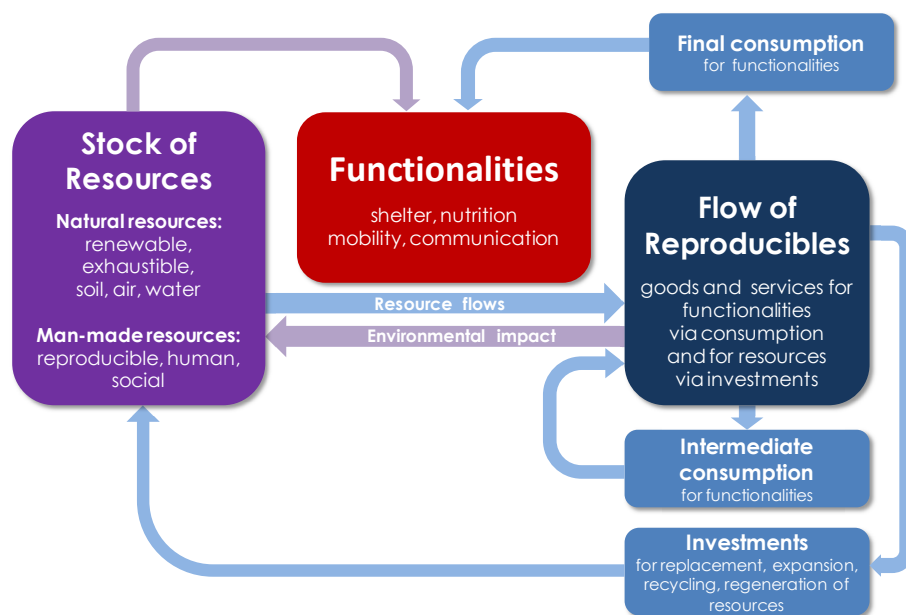 Final consumption
for functionalities
Stock of
Resources
Natural resources:
renewable,
exhaustible,
soil, air, water
Man-made resources:
reproducible, human,
social
Functionalities
shelter, nutrition
mobility, communication
Flow of
Reproducibles
goods and services for
functionalities
via consumption
and for resources
via investments
Resource flows
Environmental impact
Intermediate
consumption
for functionalities
Investments
for replacement, expansion,
recycling, regeneration of
resources